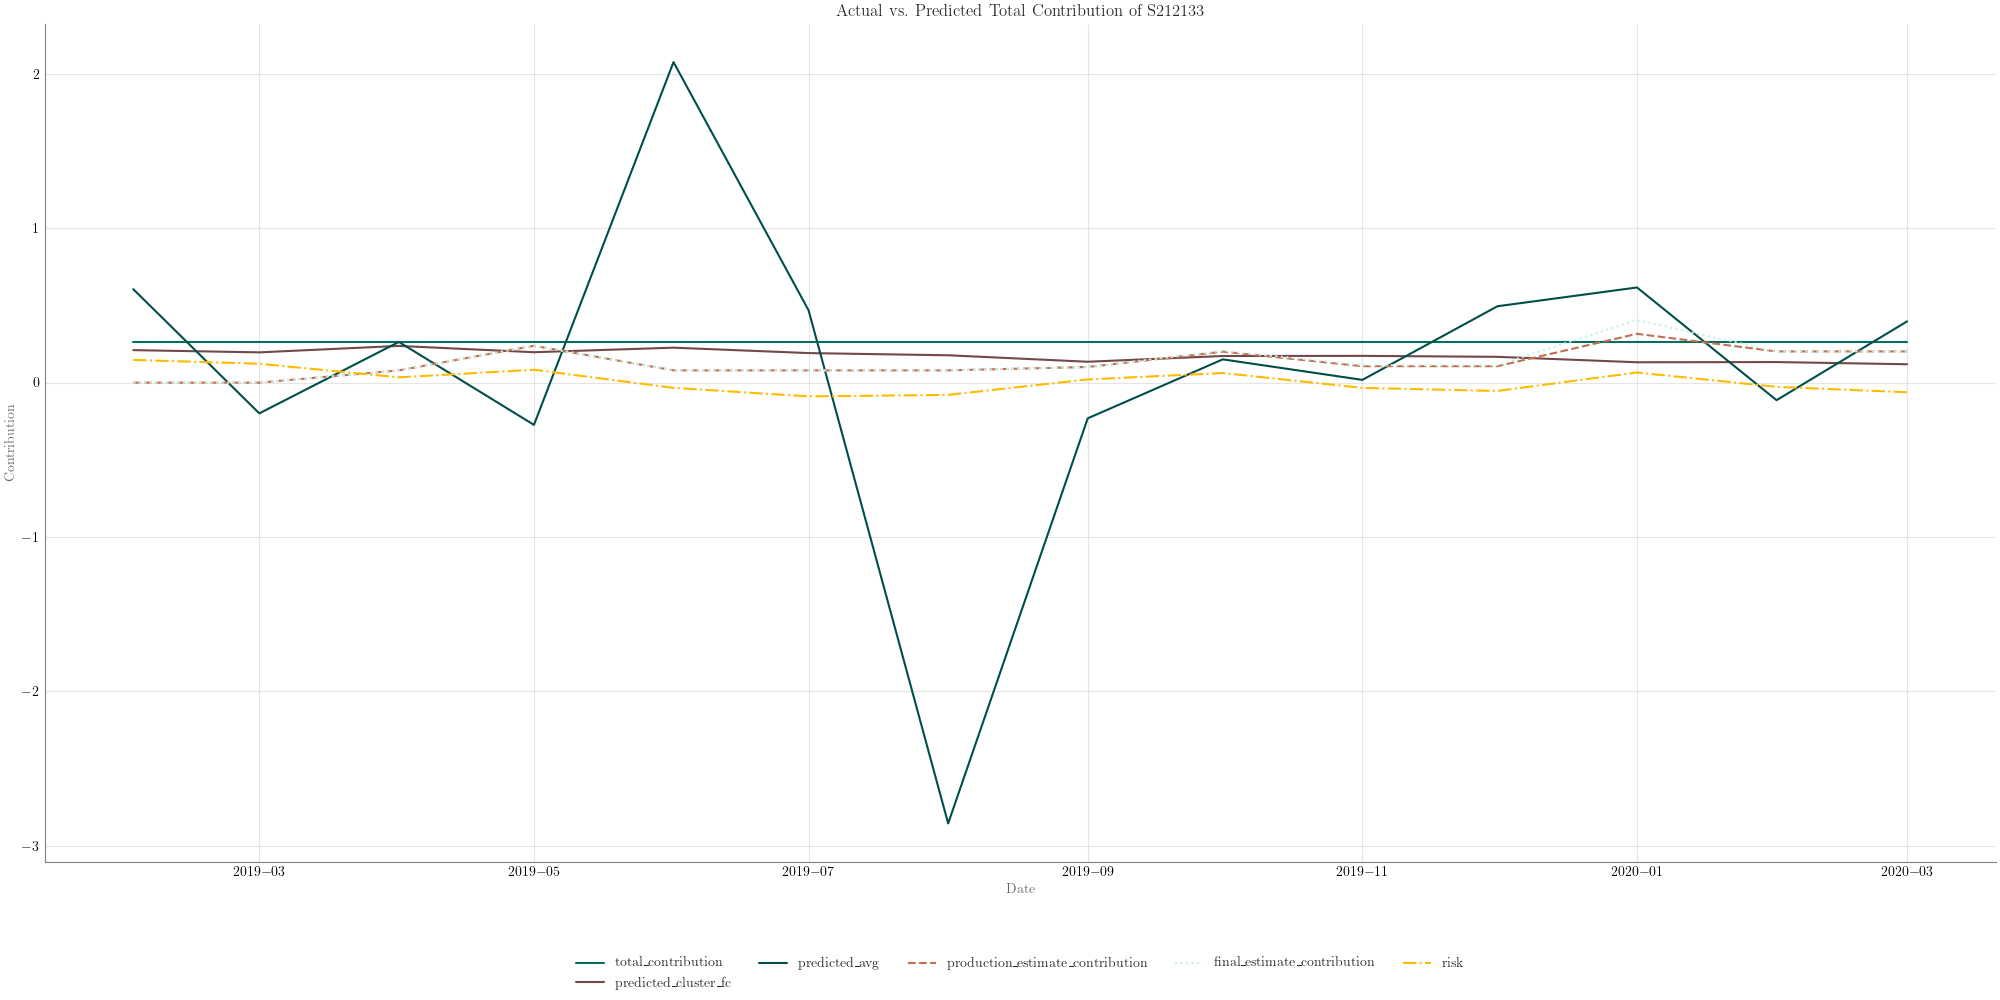 Actual vs. Predicted Total Contribution of S212133
2
1
0
−1
−2
−3
Contribution
2019−03 2019−05 2019−07 2019−09 2019−11 2020−01 2020−03
Date
total_contribution predicted_avg production_estimate_contribution final_estimate_contribution risk
predicted_cluster_fc